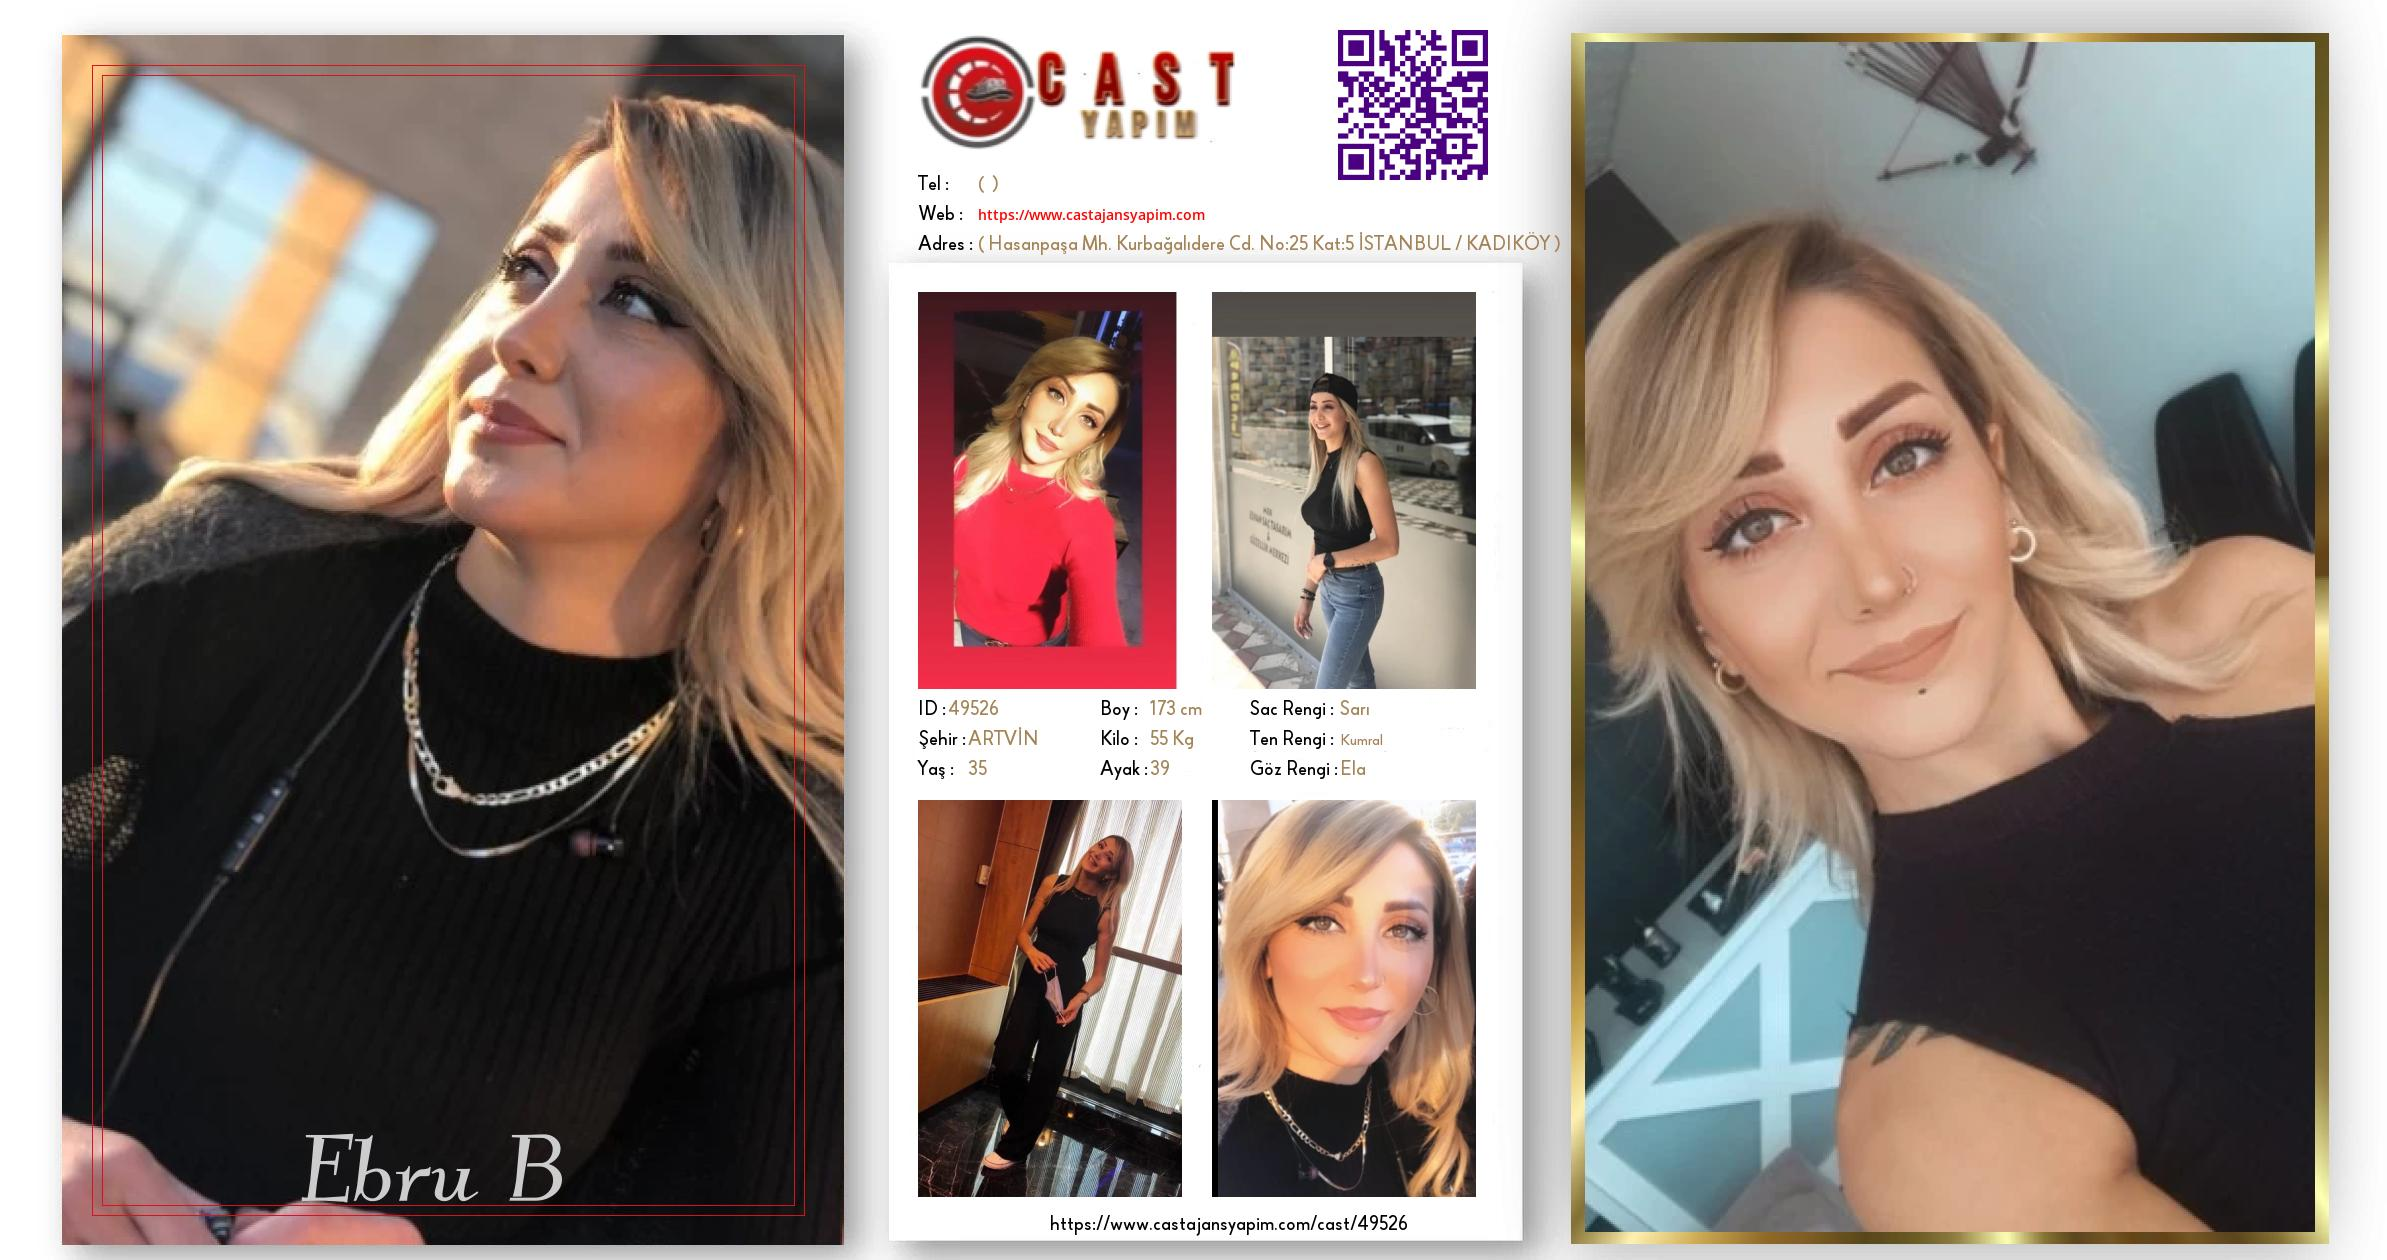 Ebru B
CAST
YAPIM
Tel : ( )
Web : https://www.castajansyapim.com
Adres : ( Hasanpaşa Mh. Kurbağalıdere Cd. No:25 Kat:5 İSTANBUL / KADIKÖY )
GÜZELLİK MERKEZİ
ID : 49526 Boy : 173 cm Sac Rengi : Sarı
Şehir : ARTVİN Kilo : 55 Kg Ten Rengi : Kumral
Yaş : 35 Ayak : 39 Göz Rengi : Ela
https://www.castajansyapim.com/cast/49526